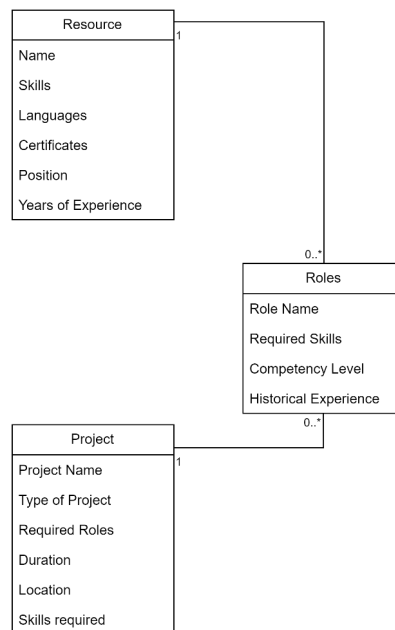 Resource
1
Name
Skills
Languages
Certificates
Position
Years of Experience
0..*
Roles
Role Name
Required Skills
Competency Level
Historical Experience
0..*
Project
1
Project Name
Type of Project
Required Roles
Duration
Location
Skills required